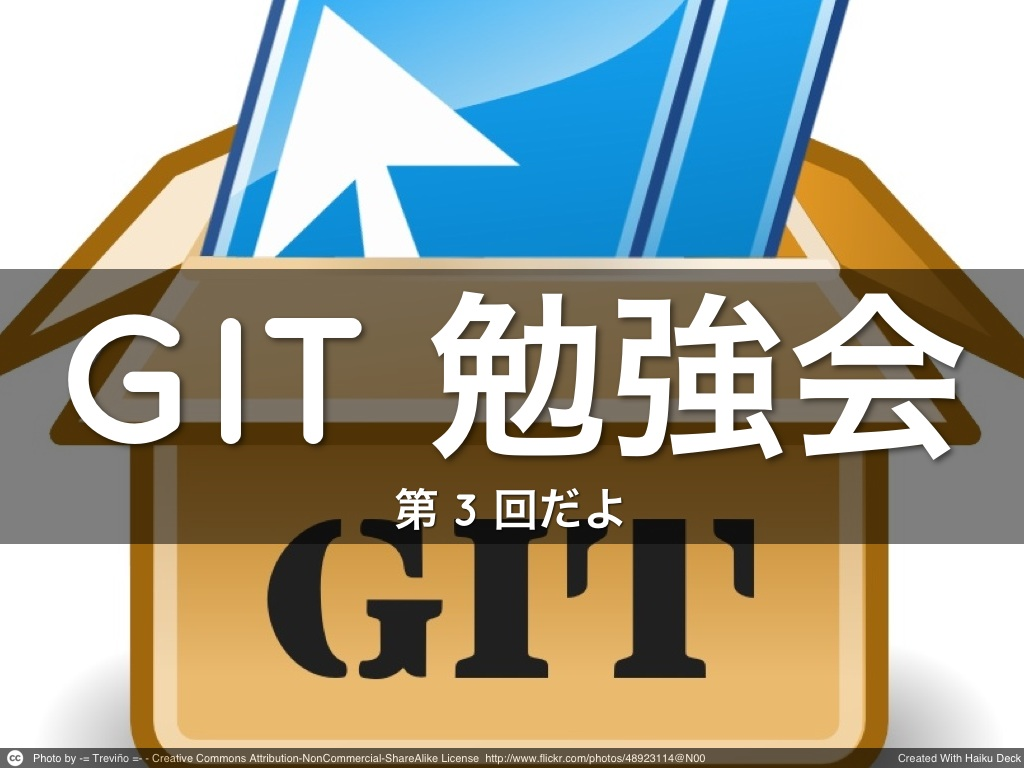 GIT 勉強会
第 3 回だよ
GIT
Photo by -= Treviño =- - Creative Commons Attribution-NonCommercial-ShareAlike License http://www.flickr.com/photos/48923114@N00
Created With Haiku Deck